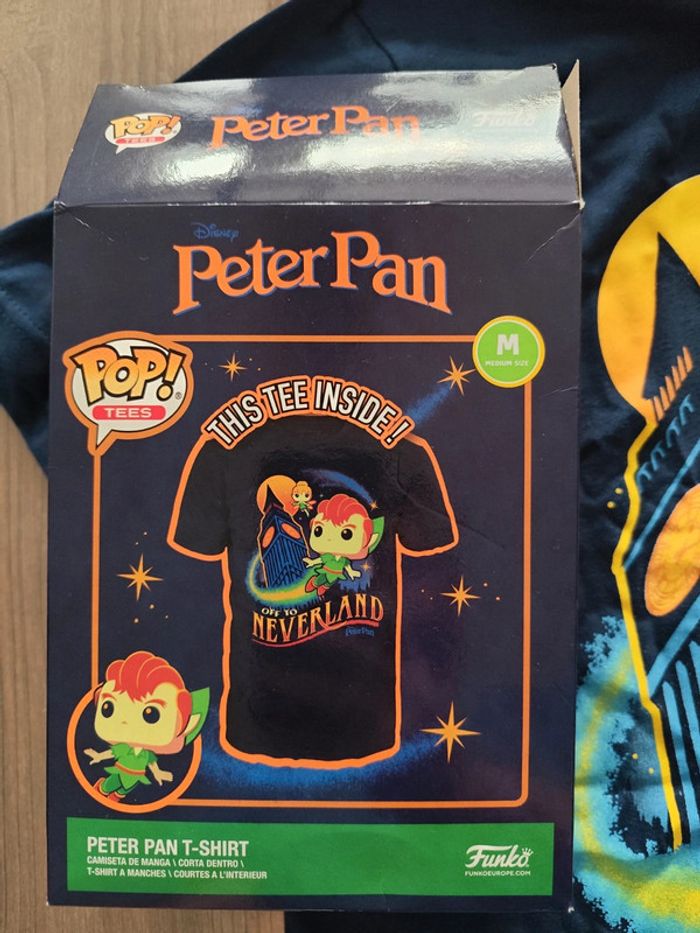 POP!
TEES
Peter Pan
Funko
Disney
Peter Pan
M
MEDIUM SIZE
POP!®
TEES
THIS TEE INSIDE!
OFF TO
NEVERLAND
Peter Pan
PETER PAN T-SHIRT
CAMISETA DE MANGA \ CORTA DENTRO \
T-SHIRT A MANCHES \ COURTES A L'INTERIEUR
Funko
FUNKOEUROPE.COM